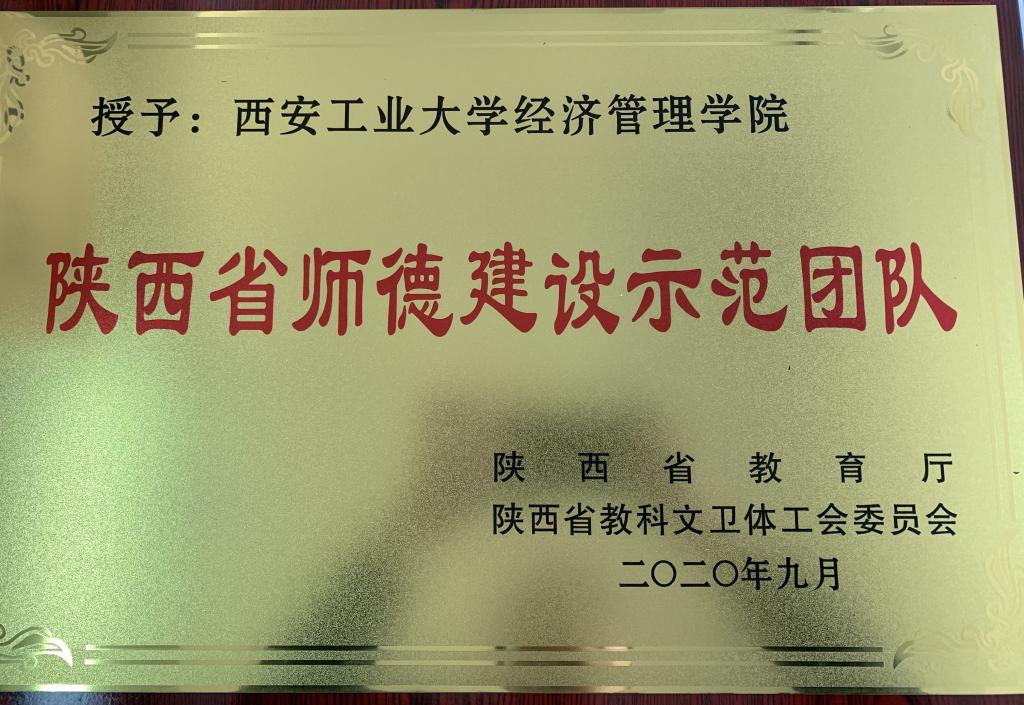 授予：西安工业大学经济管理学院
陕西省师德建设示范团队
陕西省教育厅
陕西省教科文卫体工会委员会
二〇二〇年九月